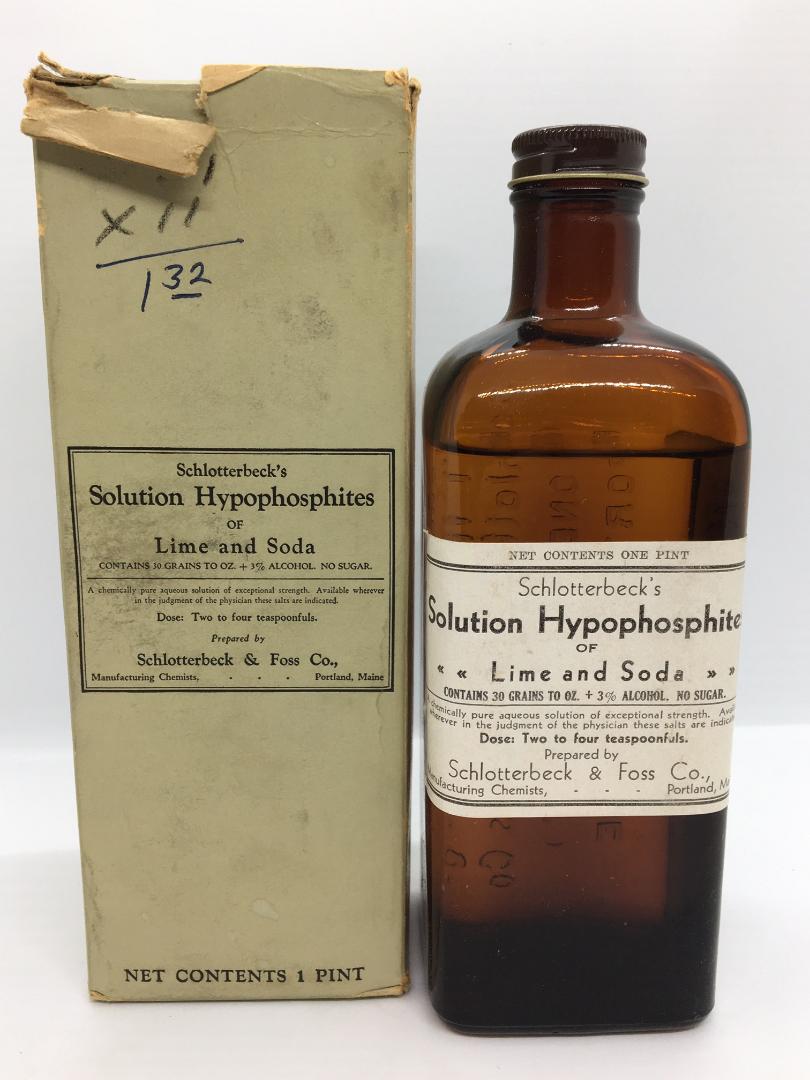 X 11
1 32
Schlotterbeck's
Solution Hypophosphites
OF
Lime and Soda
CONTAINS 30 GRAINS TO OZ. + 3% ALCOHOL. NO SUGAR.
A chemically pure aqueous solution of exceptional strength. Available wherever
in the judgment of the physician these salts are indicated.
Dose: Two to four teaspoonfuls.
Prepared by
Schlotterbeck & Foss Co.,
Manufacturing Chemists, - - - Portland, Maine
NET CONTENTS 1 PINT
NET CONTENTS ONE PINT
Schlotterbeck's
Solution Hypophosphite
OF
« « Lime and Soda » »
CONTAINS 30 GRAINS TO OZ. + 3% ALCOHOL. NO SUGAR.
chemically pure aqueous solution of exceptional strength. Avail
wherever in the judgment of the physician these salts are indicate
Dose: Two to four teaspoonfuls.
Prepared by
Schlotterbeck & Foss Co.,
Manufacturing Chemists, - - - Portland, M